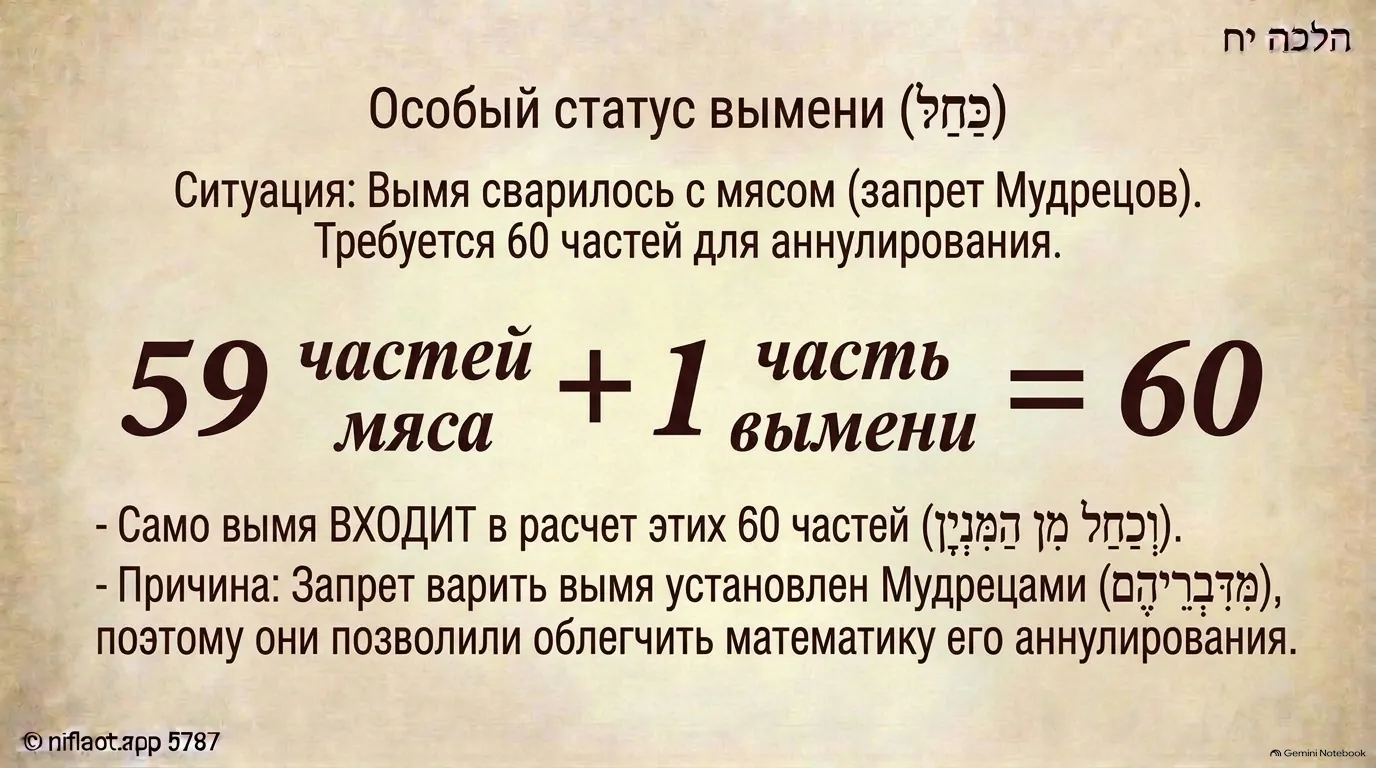 הלכה יח
Особый статус вымени (כַּחַל)
Ситуация: Вымя сварилось с мясом (запрет Мудрецов).
Требуется 60 частей для аннулирования.
59 частей мяса + 1 часть вымени = 60
- Само вымя ВХОДИТ в расчет этих 60 частей (וְכַחַל מִן הַמִּנְיָן).
- Причина: Запрет варить вымя установлен Мудрецами (מִּדִּבְרֵיהֶם),
поэтому они позволили облегчить математику его аннулирования.
© niflaot.app 5787
Gemini Notebook